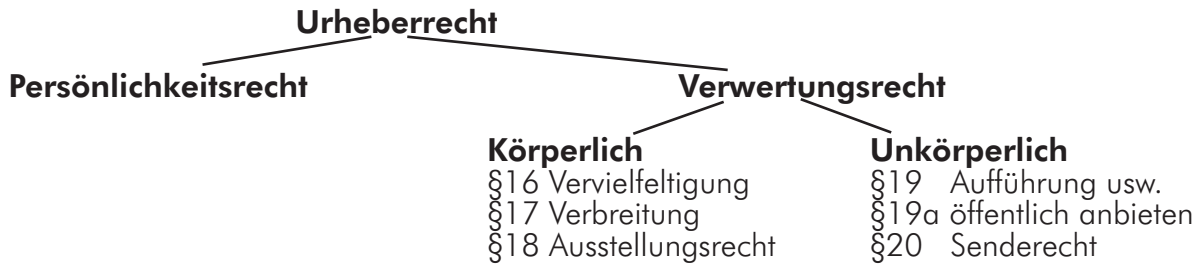 Urheberrecht
Persönlichkeitsrecht
Verwertungsrecht
Körperlich
§16 Vervielfeltigung
§17 Verbreitung
§18 Ausstellungsrecht
Unkörperlich
§19 Aufführung usw.
§19a öffentlich anbieten
§20 Senderecht